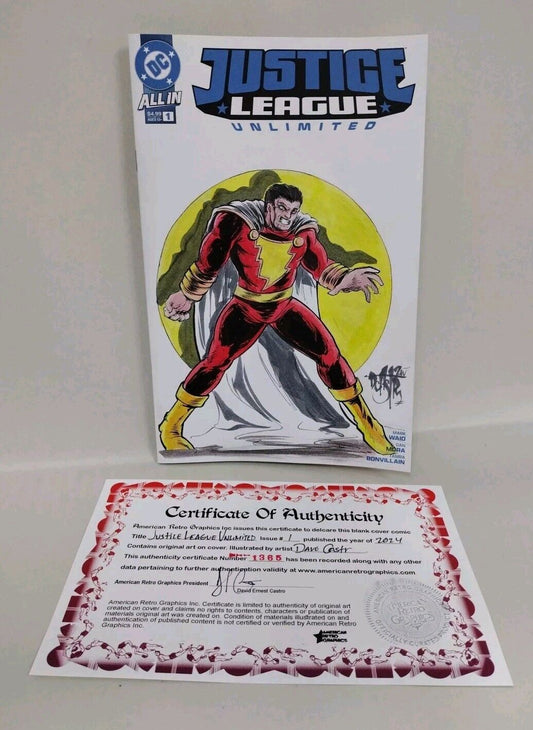 DC
ALL IN
$4.99
1
JUSTICE
LEAGUE
UNLIMITED
WAID
DAN
MORA
BONVILLAIN
Certificate Of Authenticity
American Retro Graphics Inc issues this certificate to delcare this blank cover comic
Title Justice League Unlimited Issue # 1 published the year of 2024
Contains original art on cover. Illustrated by artist Dave Castr
This authenticity certificate Number 1365 has been recorded along with any other
data pertaining to further authentication validity at www.americanretrographics.com
American Retro Graphics President
David Ernest Castro
American Retro Graphics Inc. Certificate is limited to authenticity of original art
created on cover and claims no rights to contents, characters or publication of
materials original art was created on. Condition of materials illustrated on and
authentication of published content is not certified or verified by American Retro
Graphics Inc.
AMERICAN
RETRO
GRAPHICS